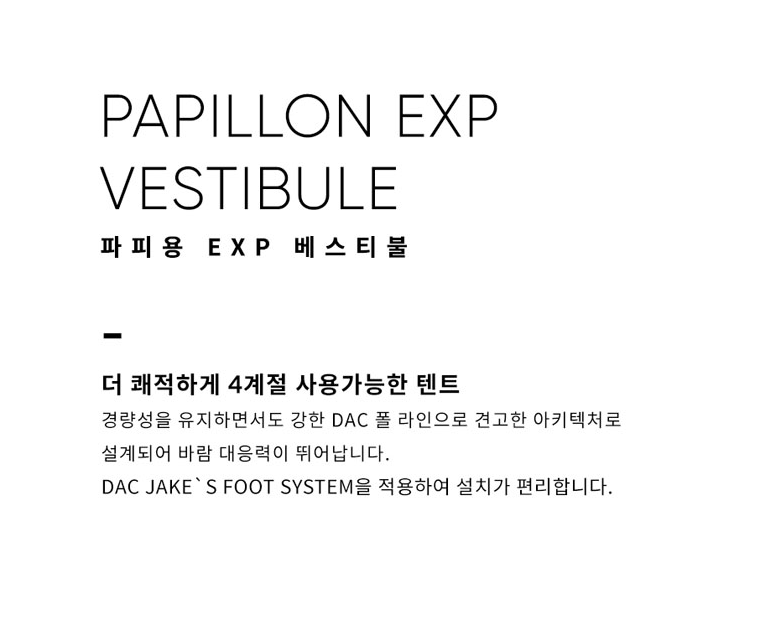 PAPILLON EXP
VESTIBULE
파피용 EXP 베스티불
더 쾌적하게 4계절 사용가능한 텐트
경량성을 유지하면서도 강한 DAC 폴 라인으로 견고한 아키텍처로
설계되어 바람 대응력이 뛰어납니다.
DAC JAKE`S FOOT SYSTEM을 적용하여 설치가 편리합니다.